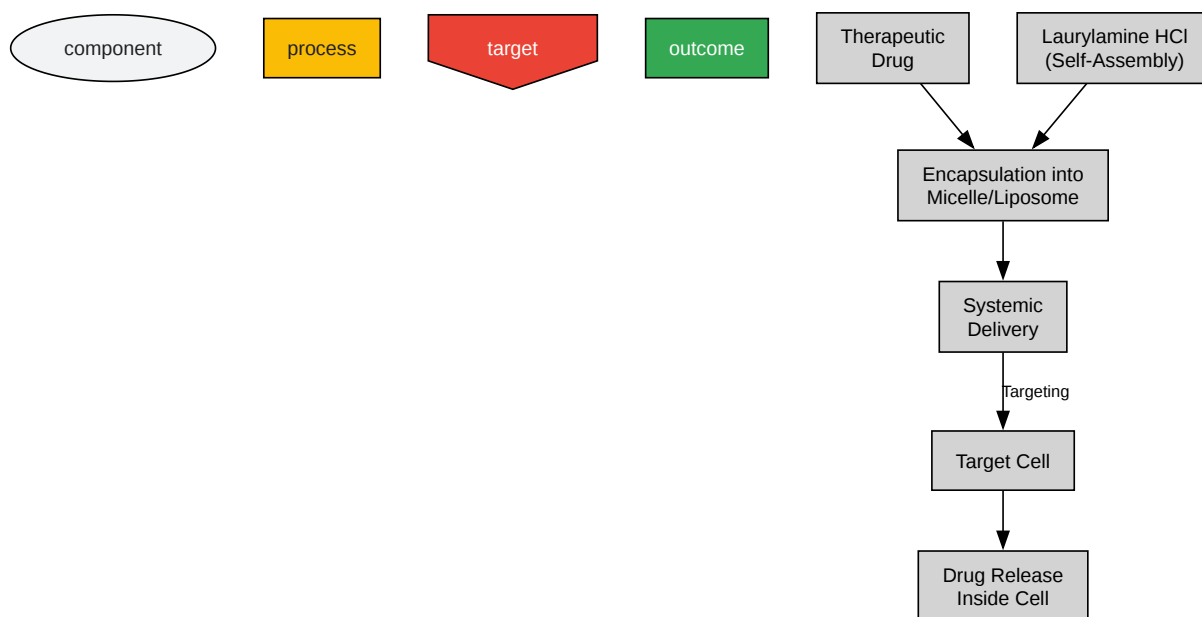 component
process
target
outcome
Therapeutic
Drug
Laurylamine HCl
(Self-Assembly)
Encapsulation into
Micelle/Liposome
Systemic
Delivery
Targeting
Target Cell
Drug Release
Inside Cell